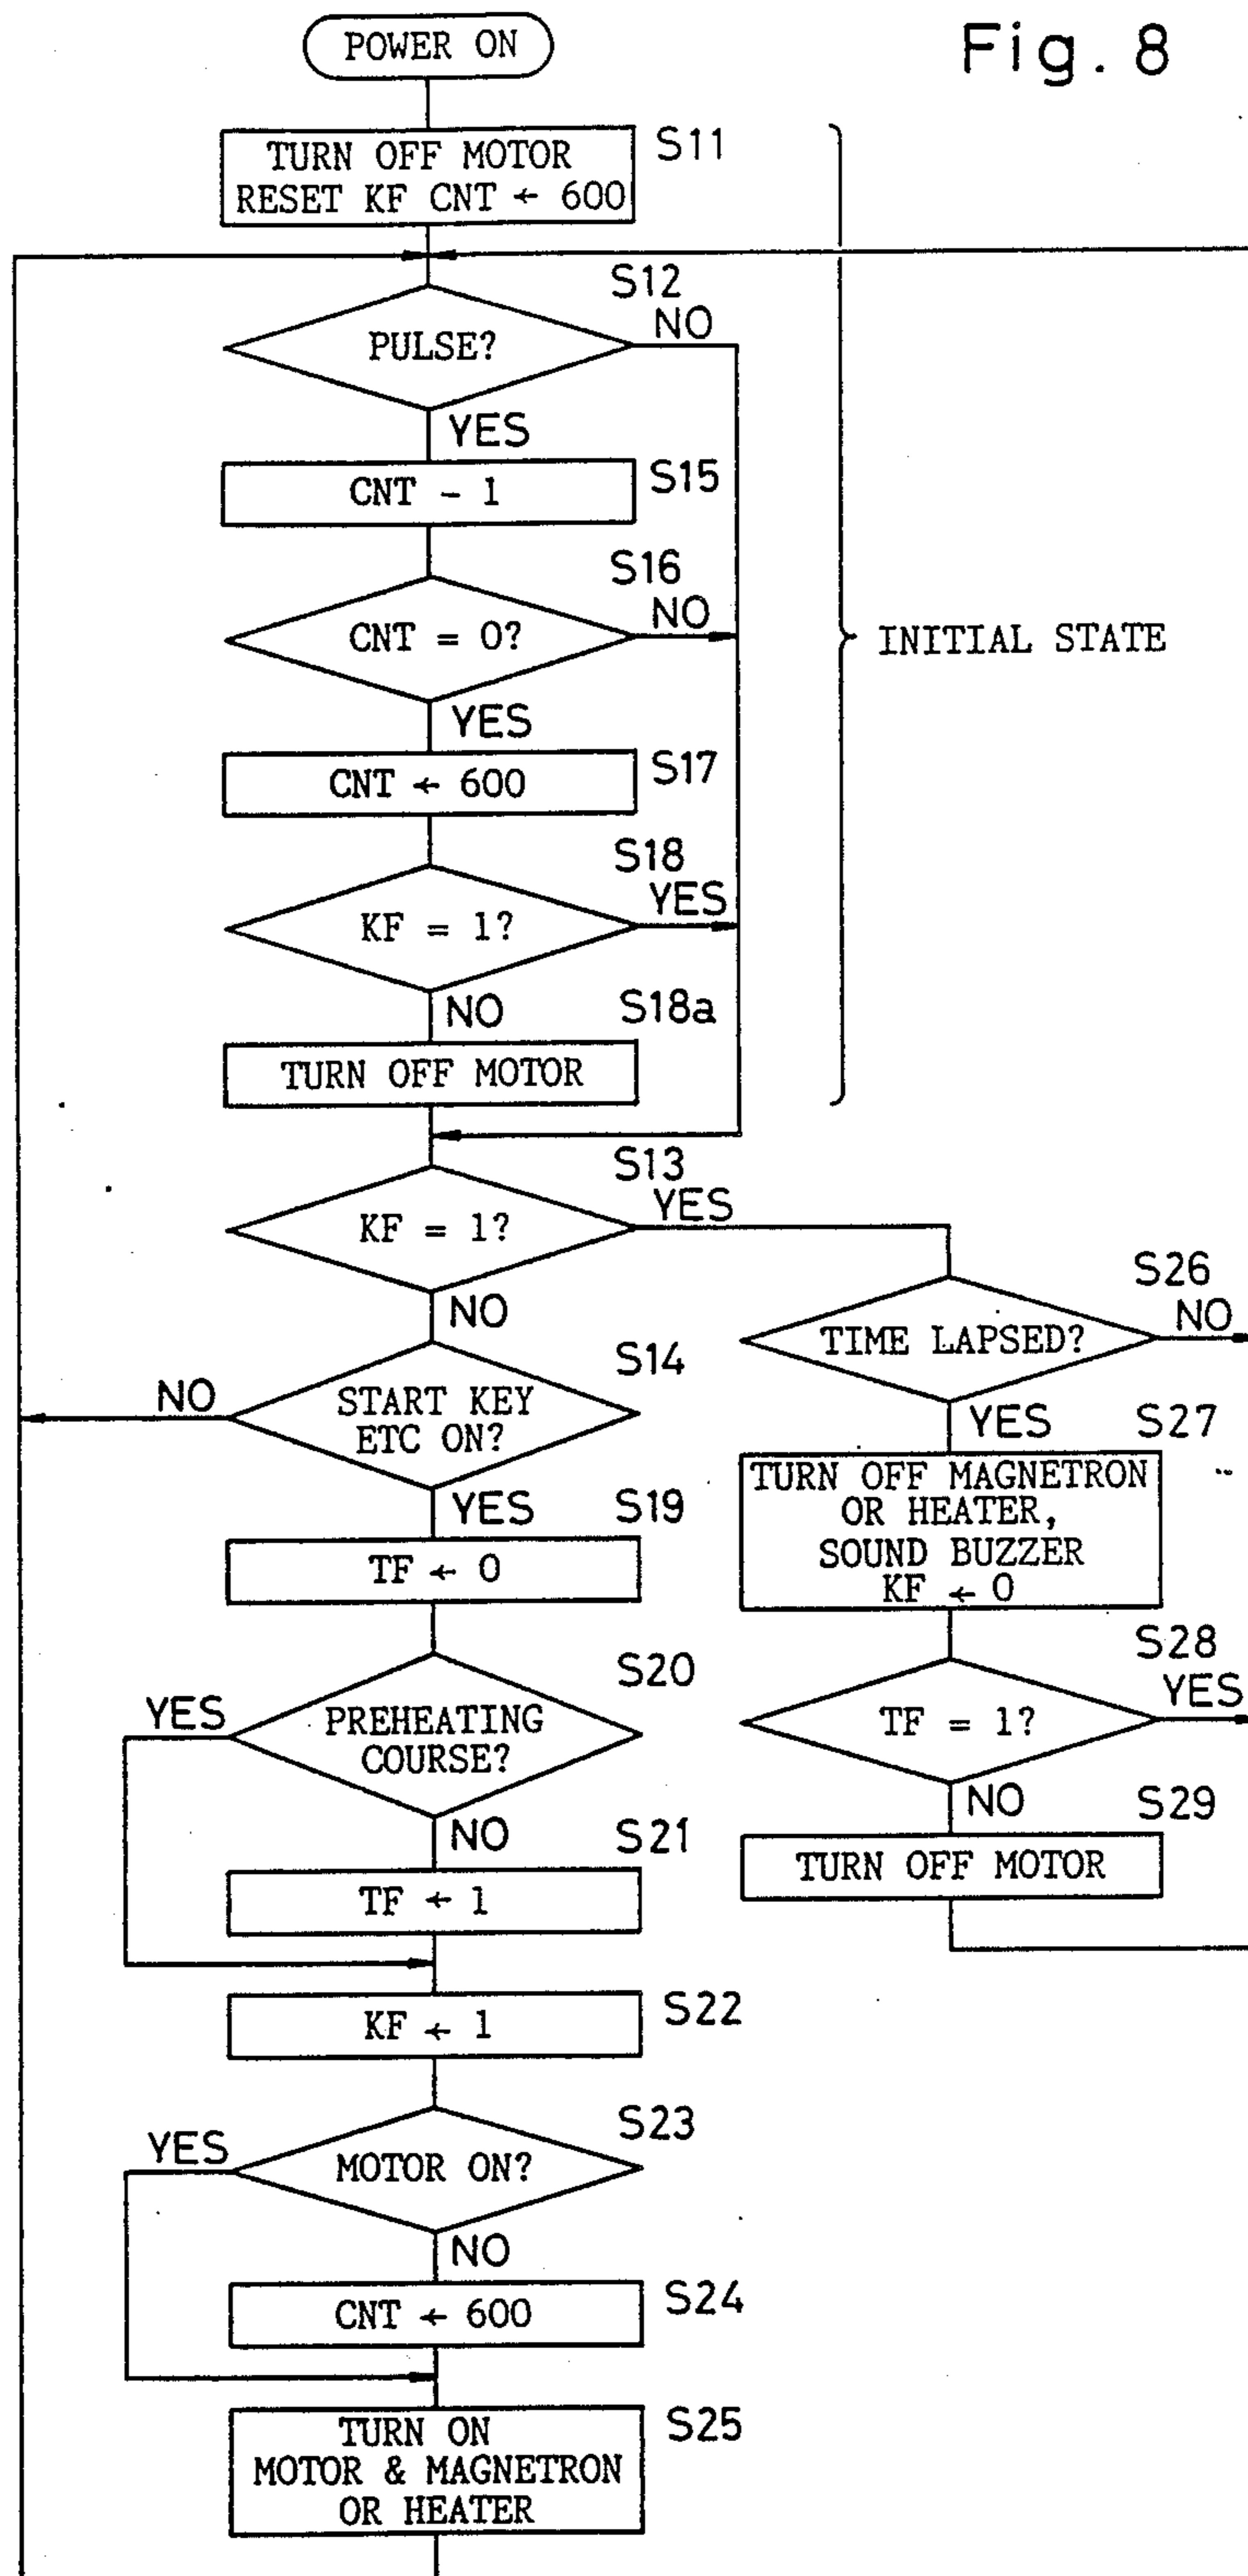 Fig. 8
POWER ON
S11
TURN OFF MOTOR
RESET KF CNT ← 600
S12
NO
PULSE?
YES
S15
CNT - 1
S16
NO
CNT = 0?
YES
INITIAL STATE
S17
CNT ← 600
S18
YES
KF = 1?
NO
S18a
TURN OFF MOTOR
S13
YES
KF = 1?
NO
S14
NO
START KEY
ETC ON?
YES
S19
TF ← 0
S20
YES
PREHEATING
COURSE?
NO
S21
TF ← 1
S22
KF ← 1
S23
YES
MOTOR ON?
NO
S24
CNT ← 600
S25
TURN ON
MOTOR & MAGNETRON
OR HEATER
S26
NO
TIME LAPSED?
YES
S27
TURN OFF MAGNETRON
OR HEATER,
SOUND BUZZER
KF ← 0
S28
YES
TF = 1?
NO
S29
TURN OFF MOTOR